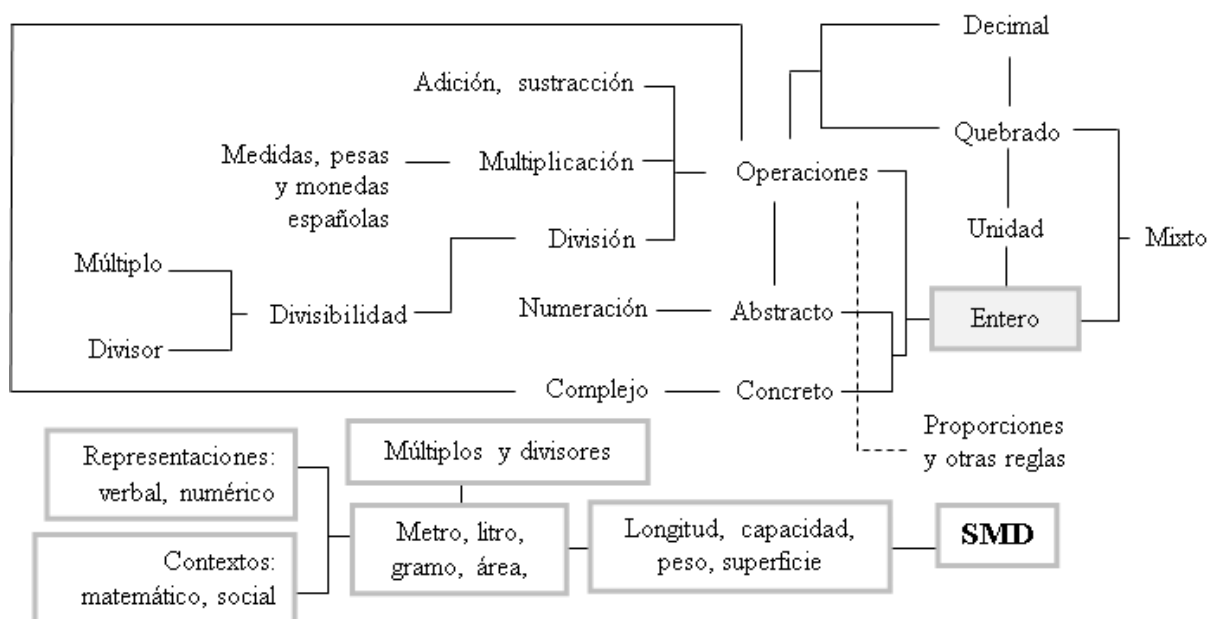 Decimal
Adición, sustracción
Quebrado
Medidas, pesas
y monedas
españolas
Multiplicación
Operaciones
Unidad
Mixto
División
Múltiplo
Divisibilidad
Numeración
Abstracto
Entero
Divisor
Complejo
Concreto
Proporciones
y otras reglas
Representaciones:
verbal, numérico
Múltiplos y divisores
Metro, litro,
gramo, área,
Longitud, capacidad,
peso, superficie
SMD
Contextos:
matemático, social